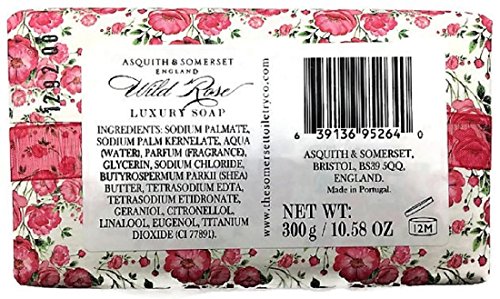 ASQUITH & SOMERSET
ENGLAND
Wild Rose
LUXURY SOAP
INGREDIENTS: SODIUM PALMATE,
SODIUM PALM KERNELATE, AQUA
(WATER), PARFUM (FRAGRANCE),
GLYCERIN, SODIUM CHLORIDE,
BUTYROSPERMUM PARKII (SHEA)
BUTTER, TETRASODIUM EDTA,
TETRASODIUM ETIDRONATE,
GERANIOL, CITRONELLOL,
LINALOOL, EUGENOL, TITANIUM
DIOXIDE (CI 77891).
www.thesomersettoiletryco.com
6 39136 95264 0
ASQUITH & SOMERSET,
BRISTOL, BS39 5QQ,
ENGLAND.
Made in Portugal.
NET WT:
300 g / 10.58 OZ
12M